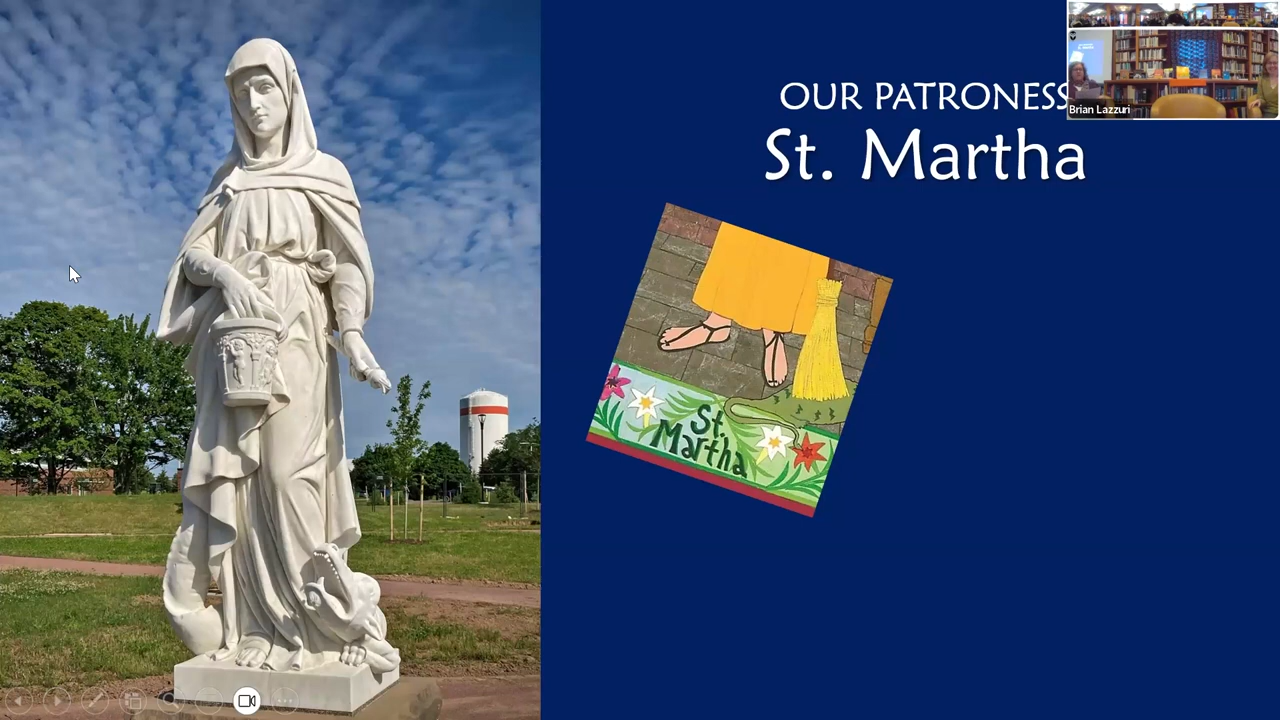 OUR PATRONESS
St. Martha
Brian Lazzuri
St.
Martha